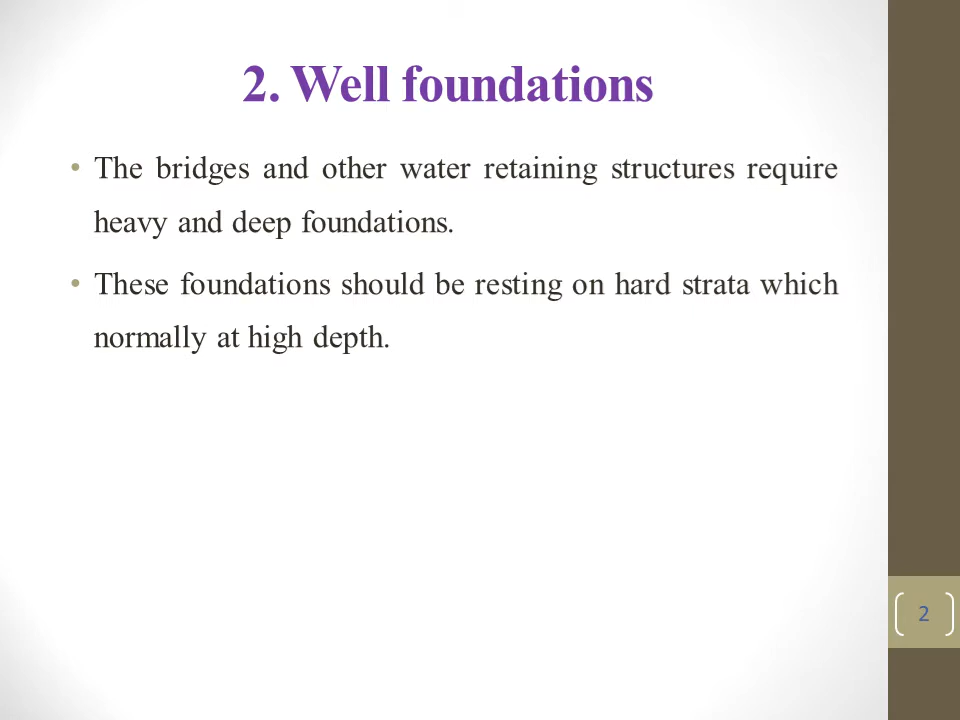 2. Well foundations
• The bridges and other water retaining structures require
heavy and deep foundations.
• These foundations should be resting on hard strata which
normally at high depth.
2